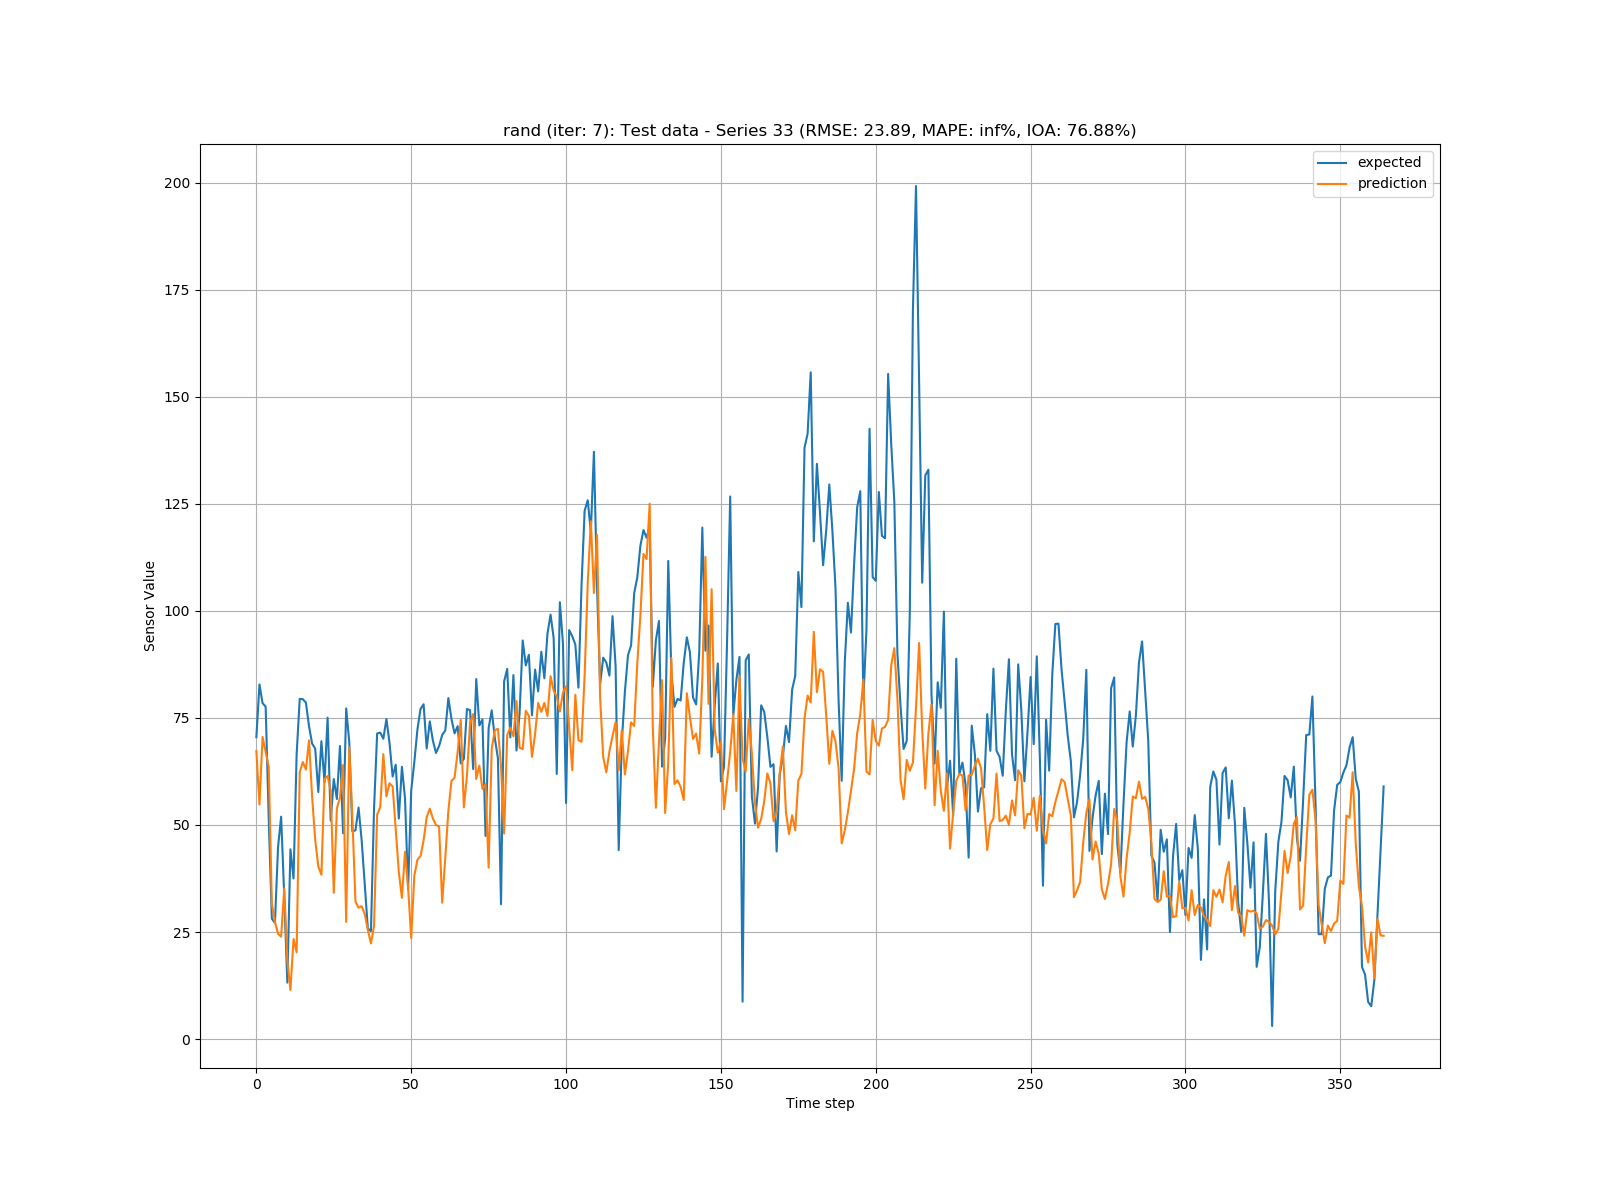 rand (iter: 7): Test data - Series 33 (RMSE: 23.89, MAPE: inf%, IOA: 76.88%)
expected
prediction
200
175
150
125
100
75
50
25
0
Sensor Value
0 50 100 150 200 250 300 350
Time step